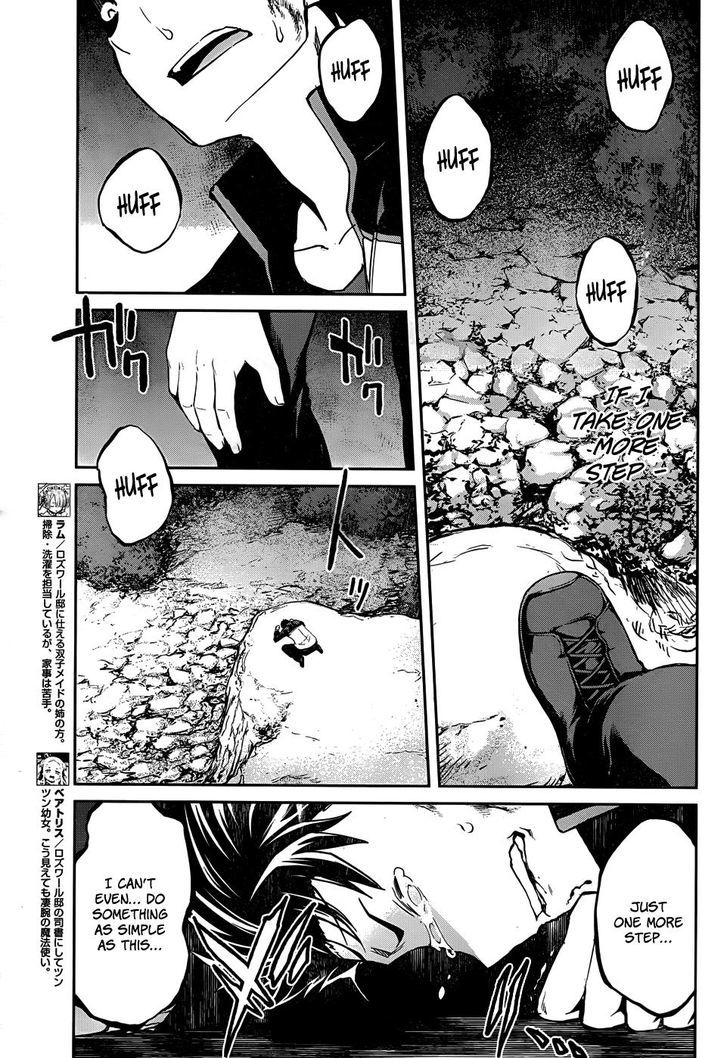 HUFF
HUFF
HUFF
IF I
TAKE ONE
MORE
STEP...
HUFF
HUFF
ガク
ガク
HUFF
JUST
ONE MORE
STEP...
I CAN'T
EVEN... DO
SOMETHING
AS SIMPLE
AS THIS...
ラム/ロズワール邸に仕える双子メイドの姉の方。
掃除・洗濯を担当しているが、家事は苦手。
ベアトリス/ロズワール邸の司書にしてツン
ツン幼女。こう見えても凄腕の魔法使い。